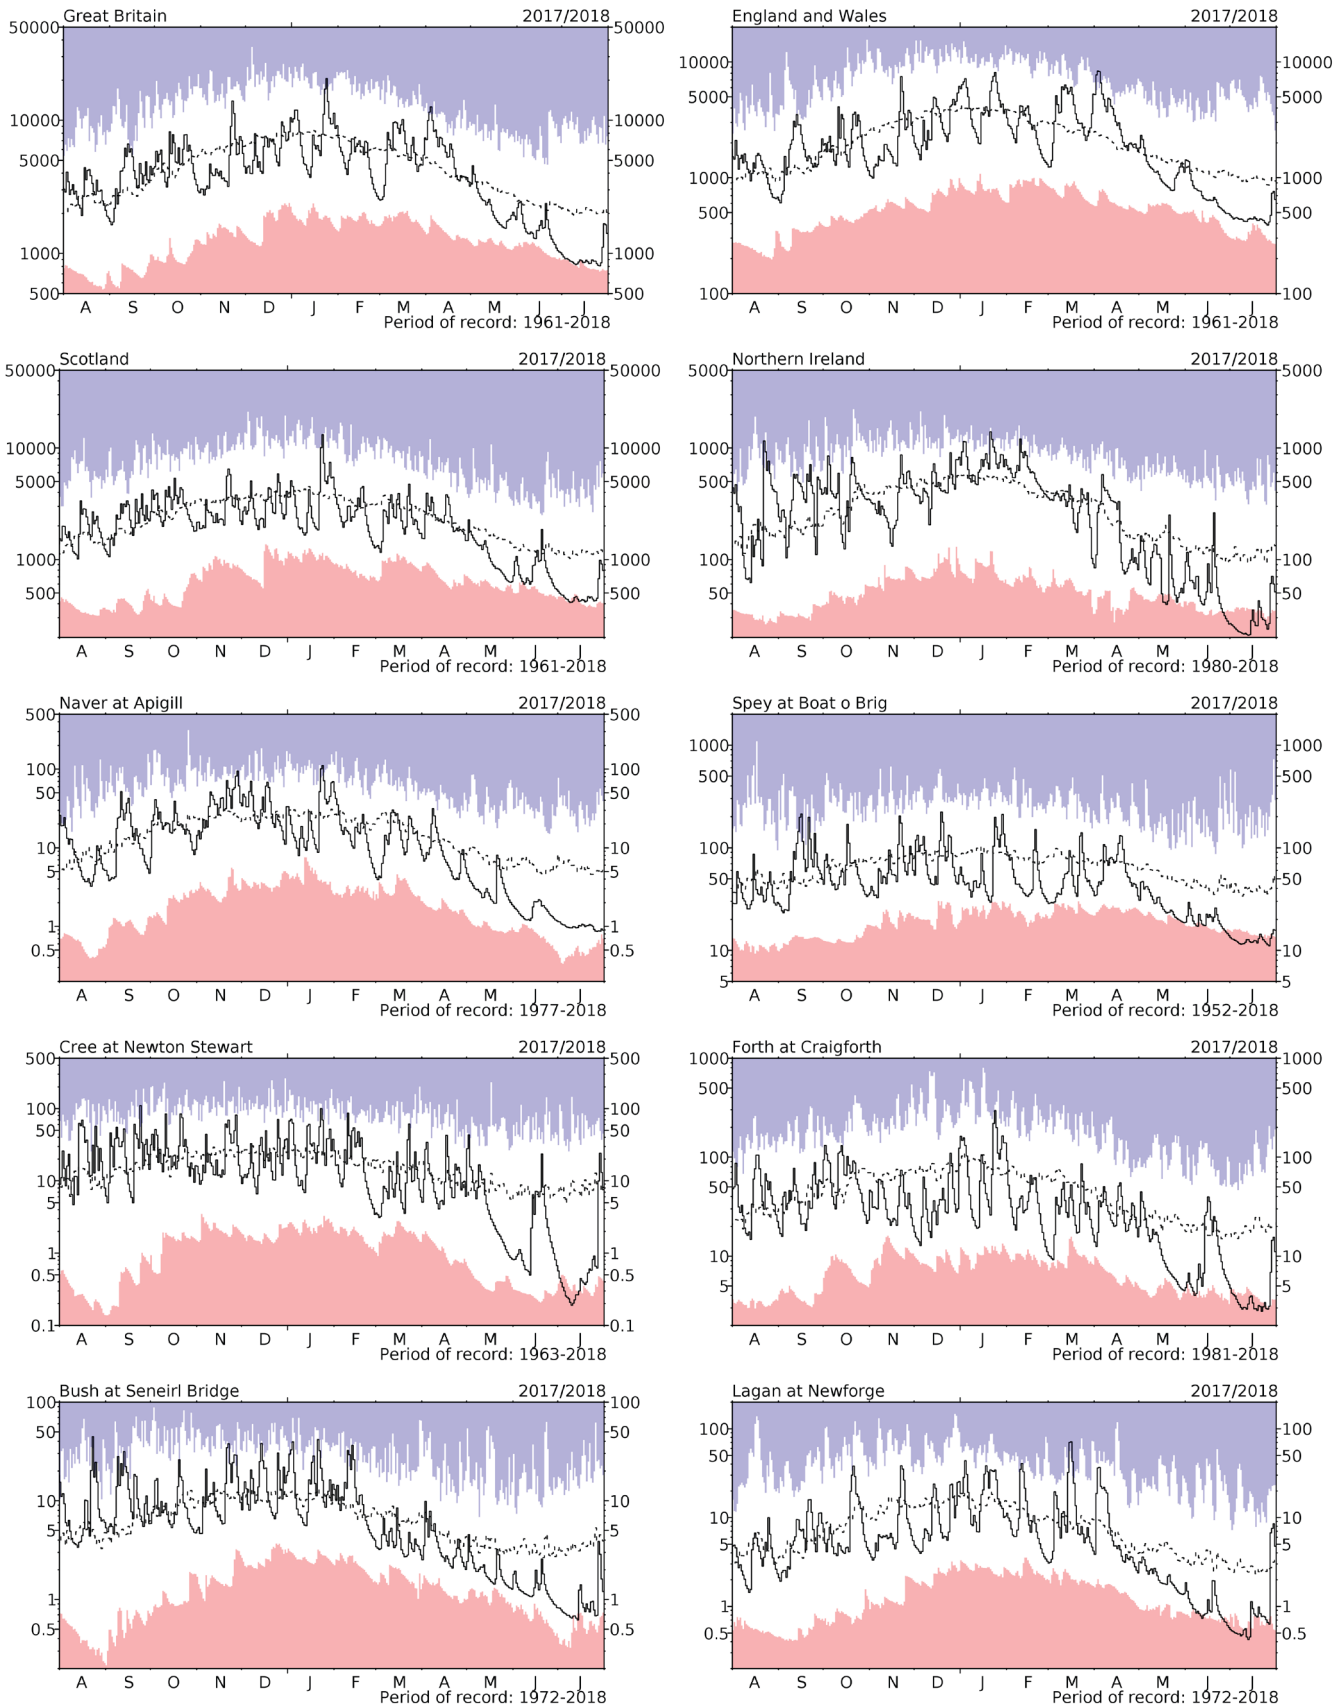 Great Britain 2017/2018
50000 50000
10000 10000
5000 5000
1000 1000
500 500
A S O N D J F M A M J J
Period of record: 1961-2018
England and Wales 2017/2018
10000 10000
5000 5000
1000 1000
500 500
100 100
A S O N D J F M A M J J
Period of record: 1961-2018
Scotland 2017/2018
50000 50000
10000 10000
5000 5000
1000 1000
500 500
A S O N D J F M A M J J
Period of record: 1961-2018
Northern Ireland 2017/2018
5000 5000
1000 1000
500 500
100 100
50 50
A S O N D J F M A M J J
Period of record: 1980-2018
Naver at Apigill 2017/2018
500 500
100 100
50 50
10 10
5 5
1 1
0.5 0.5
A S O N D J F M A M J J
Period of record: 1977-2018
Spey at Boat o Brig 2017/2018
1000 1000
500 500
100 100
50 50
10 10
5 5
A S O N D J F M A M J J
Period of record: 1952-2018
Cree at Newton Stewart 2017/2018
500 500
100 100
50 50
10 10
5 5
1 1
0.5 0.5
0.1 0.1
A S O N D J F M A M J J
Period of record: 1963-2018
Forth at Craigforth 2017/2018
1000 1000
500 500
100 100
50 50
10 10
5 5
A S O N D J F M A M J J
Period of record: 1981-2018
Bush at Seneirl Bridge 2017/2018
100 100
50 50
10 10
5 5
1 1
0.5 0.5
A S O N D J F M A M J J
Period of record: 1972-2018
Lagan at Newforge 2017/2018
100 100
50 50
10 10
5 5
1 1
0.5 0.5
A S O N D J F M A M J J
Period of record: 1972-2018